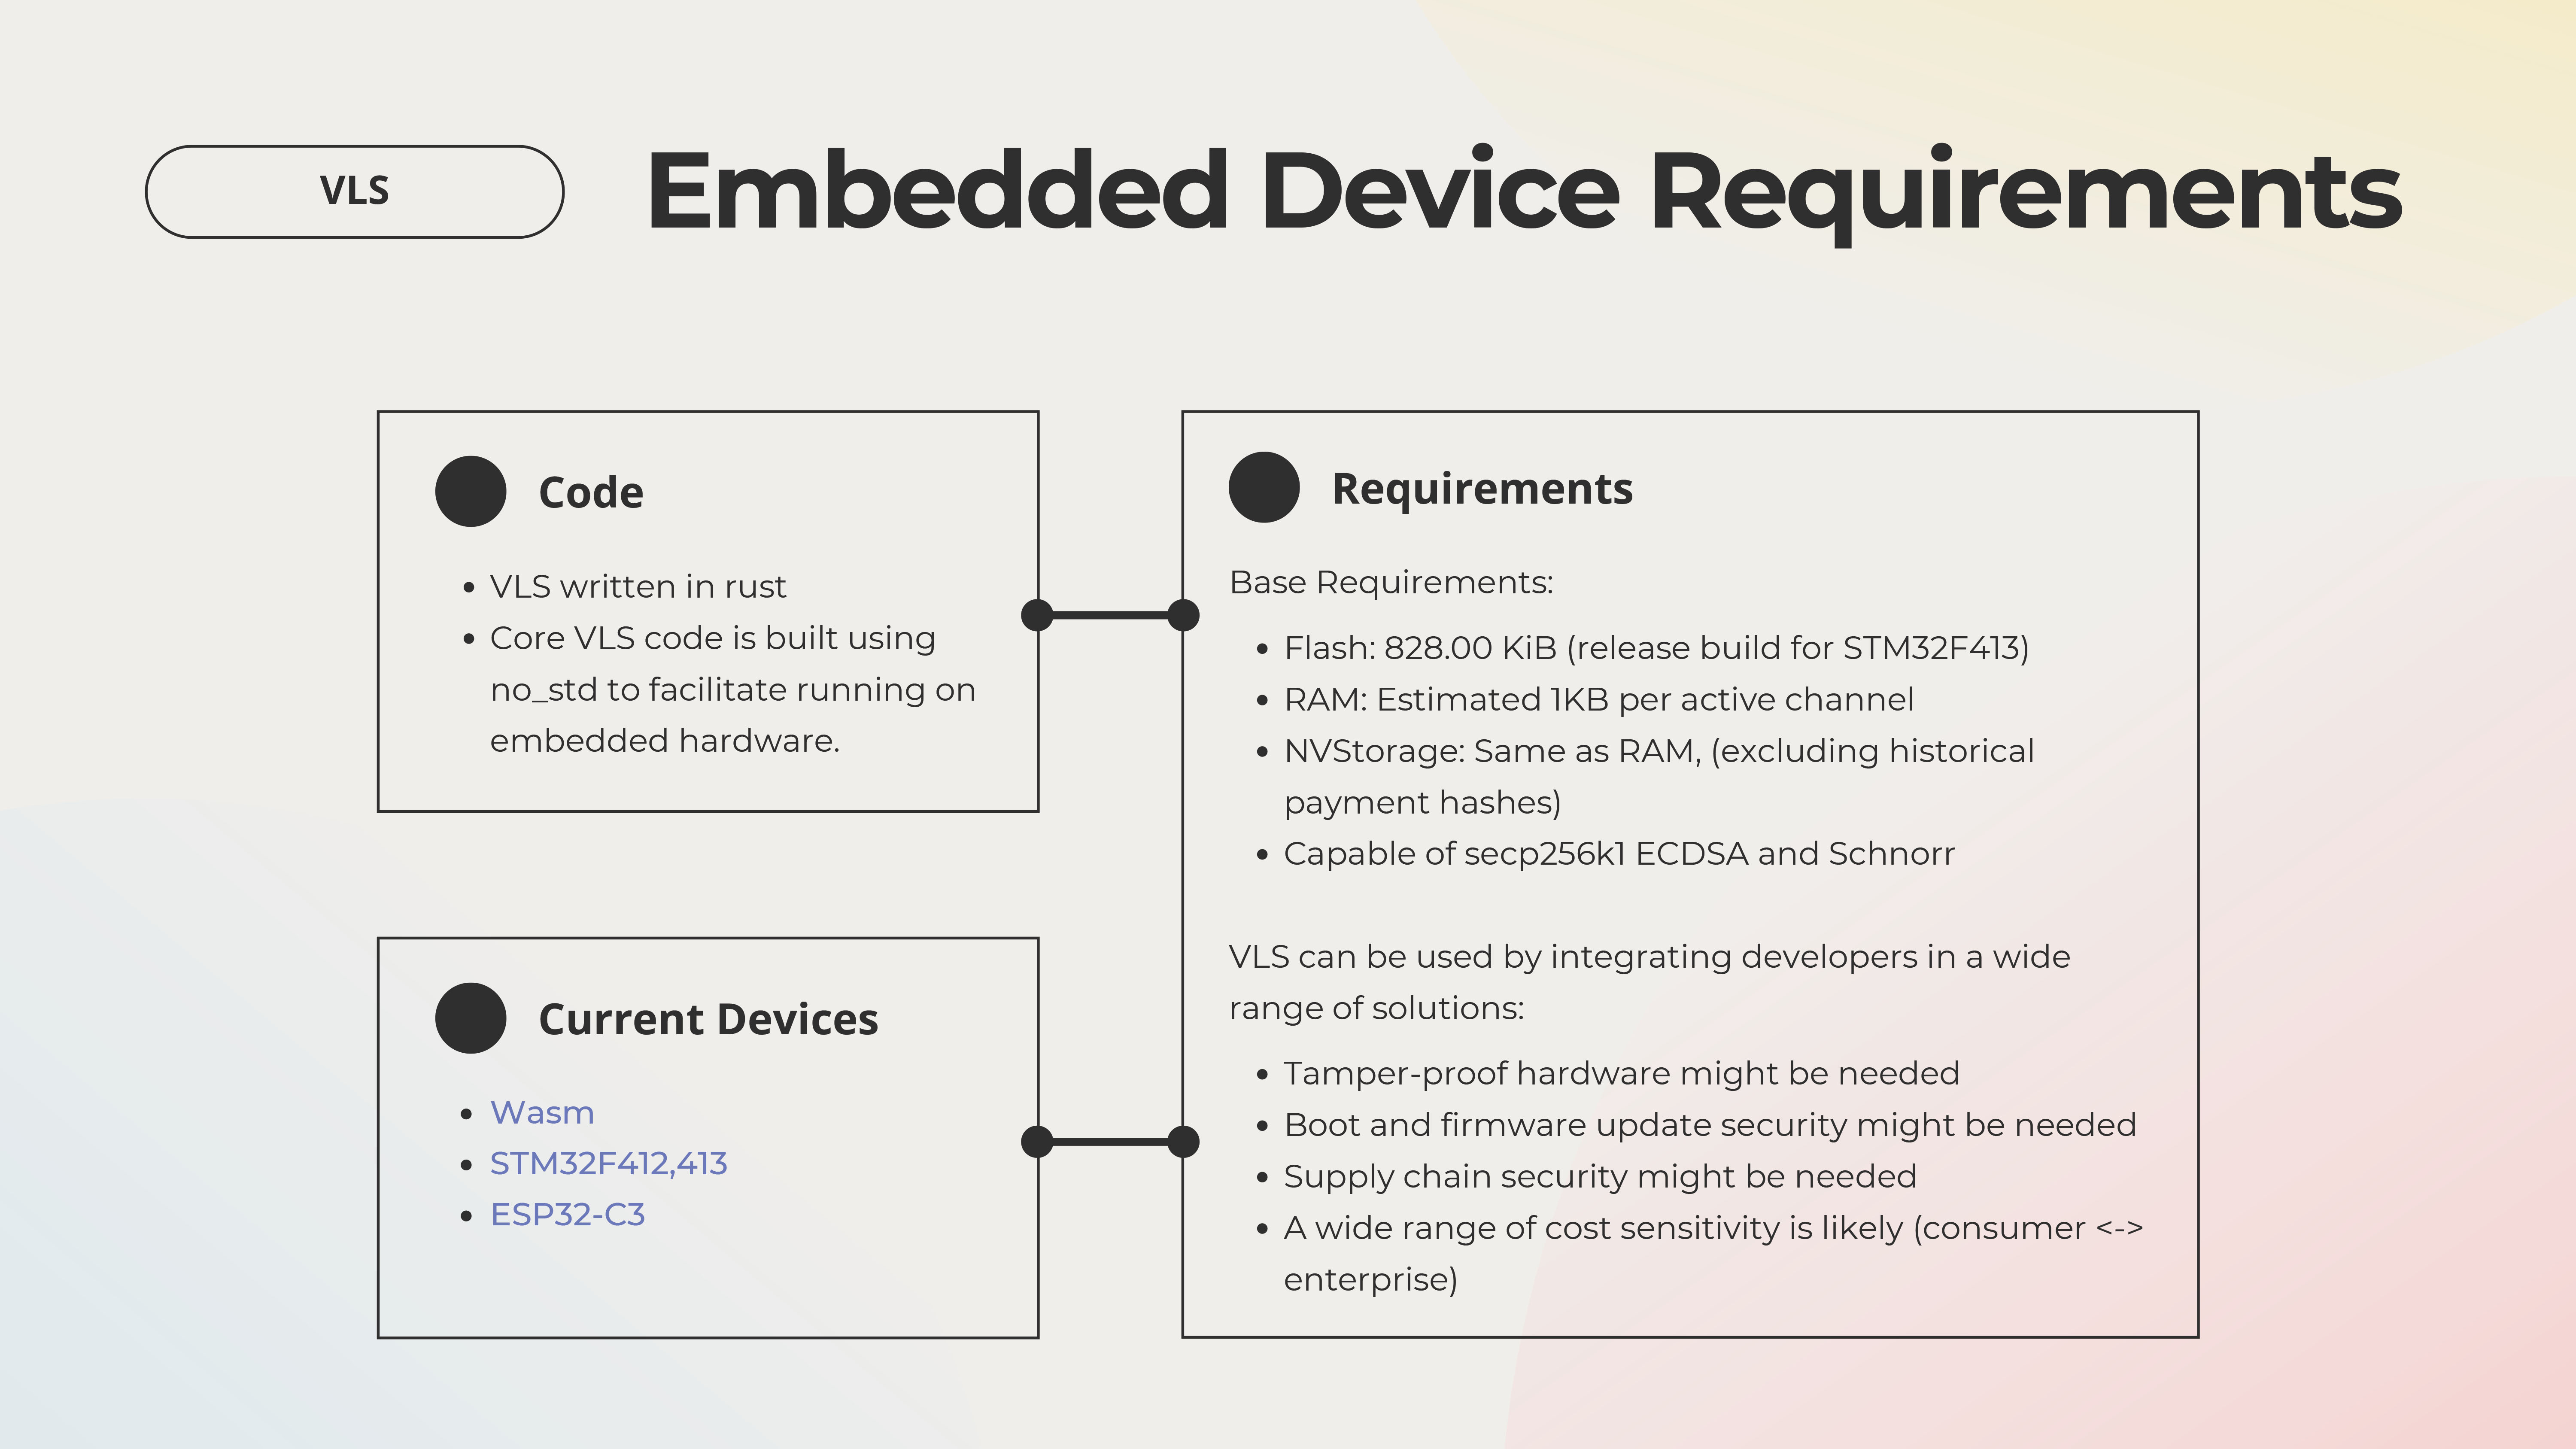 VLS
Embedded Device Requirements
Code
• VLS written in rust
• Core VLS code is built using
no_std to facilitate running on
embedded hardware.
Current Devices
• Wasm
• STM32F412,413
• ESP32-C3
Requirements
Base Requirements:
• Flash: 828.00 KiB (release build for STM32F413)
• RAM: Estimated 1KB per active channel
• NVStorage: Same as RAM, (excluding historical
payment hashes)
• Capable of secp256k1 ECDSA and Schnorr
VLS can be used by integrating developers in a wide
range of solutions:
• Tamper-proof hardware might be needed
• Boot and firmware update security might be needed
• Supply chain security might be needed
• A wide range of cost sensitivity is likely (consumer <->
enterprise)